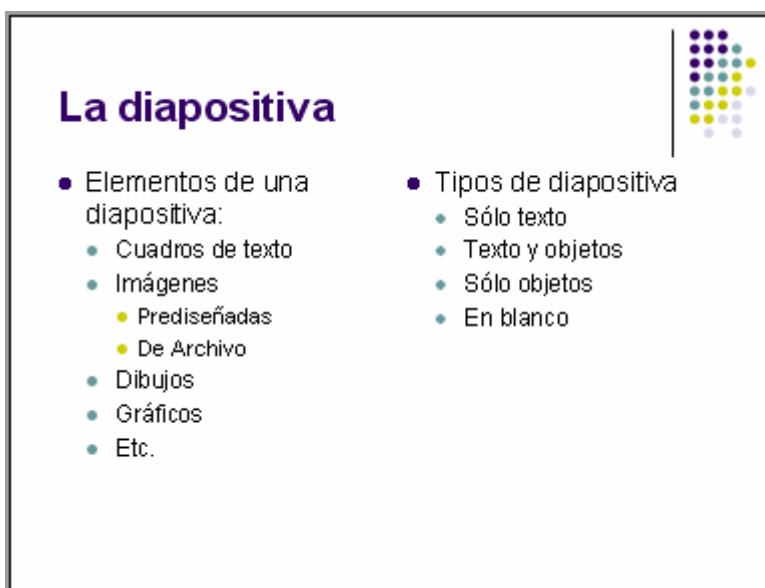 La diapositiva
Elementos de una
diapositiva:
Cuadros de texto
Imágenes
Prediseñadas
De Archivo
Dibujos
Gráficos
Etc.
Tipos de diapositiva
Sólo texto
Texto y objetos
Sólo objetos
En blanco